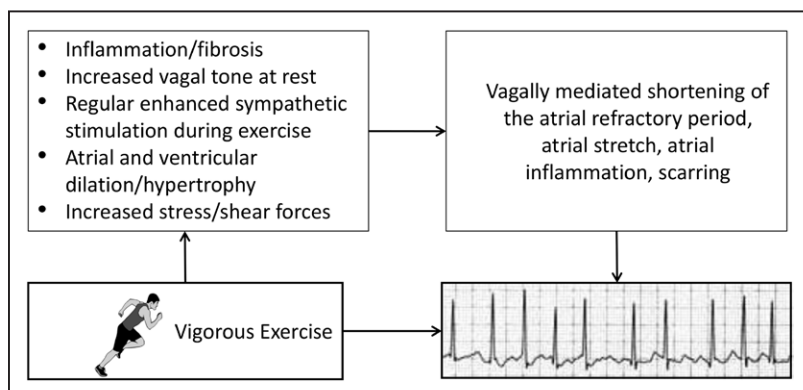 • Inflammation/fibrosis
• Increased vagal tone at rest
• Regular enhanced sympathetic
stimulation during exercise
• Atrial and ventricular
dilation/hypertrophy
• Increased stress/shear forces
Vagally mediated shortening of
the atrial refractory period,
atrial stretch, atrial
inflammation, scarring
Vigorous Exercise